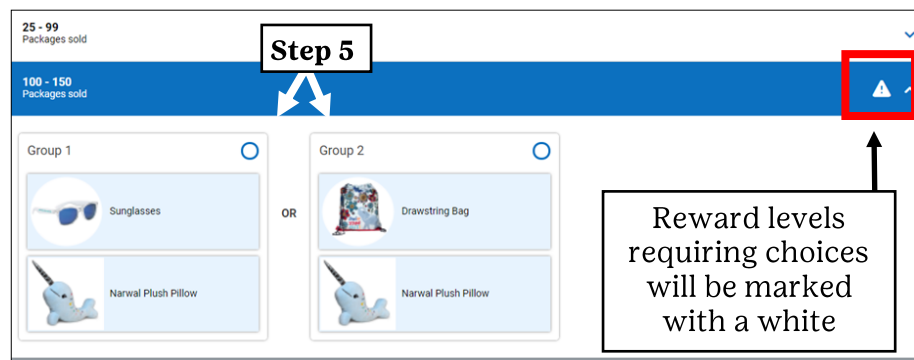 25 - 99
Packages sold
Step 5
100 - 150
Packages sold
Group 1
Group 2
Sunglasses
OR
Drawstring Bag
Narwal Plush Pillow
Narwal Plush Pillow
Reward levels
requiring choices
will be marked
with a white